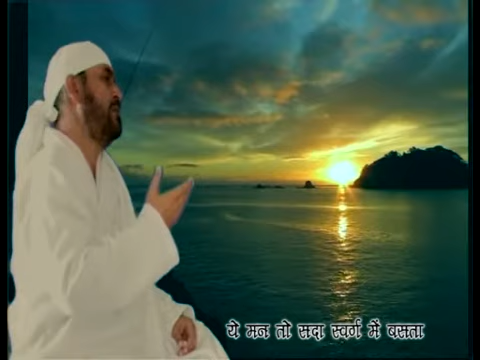 ये मन तो सदा स्वर्ग में बसता